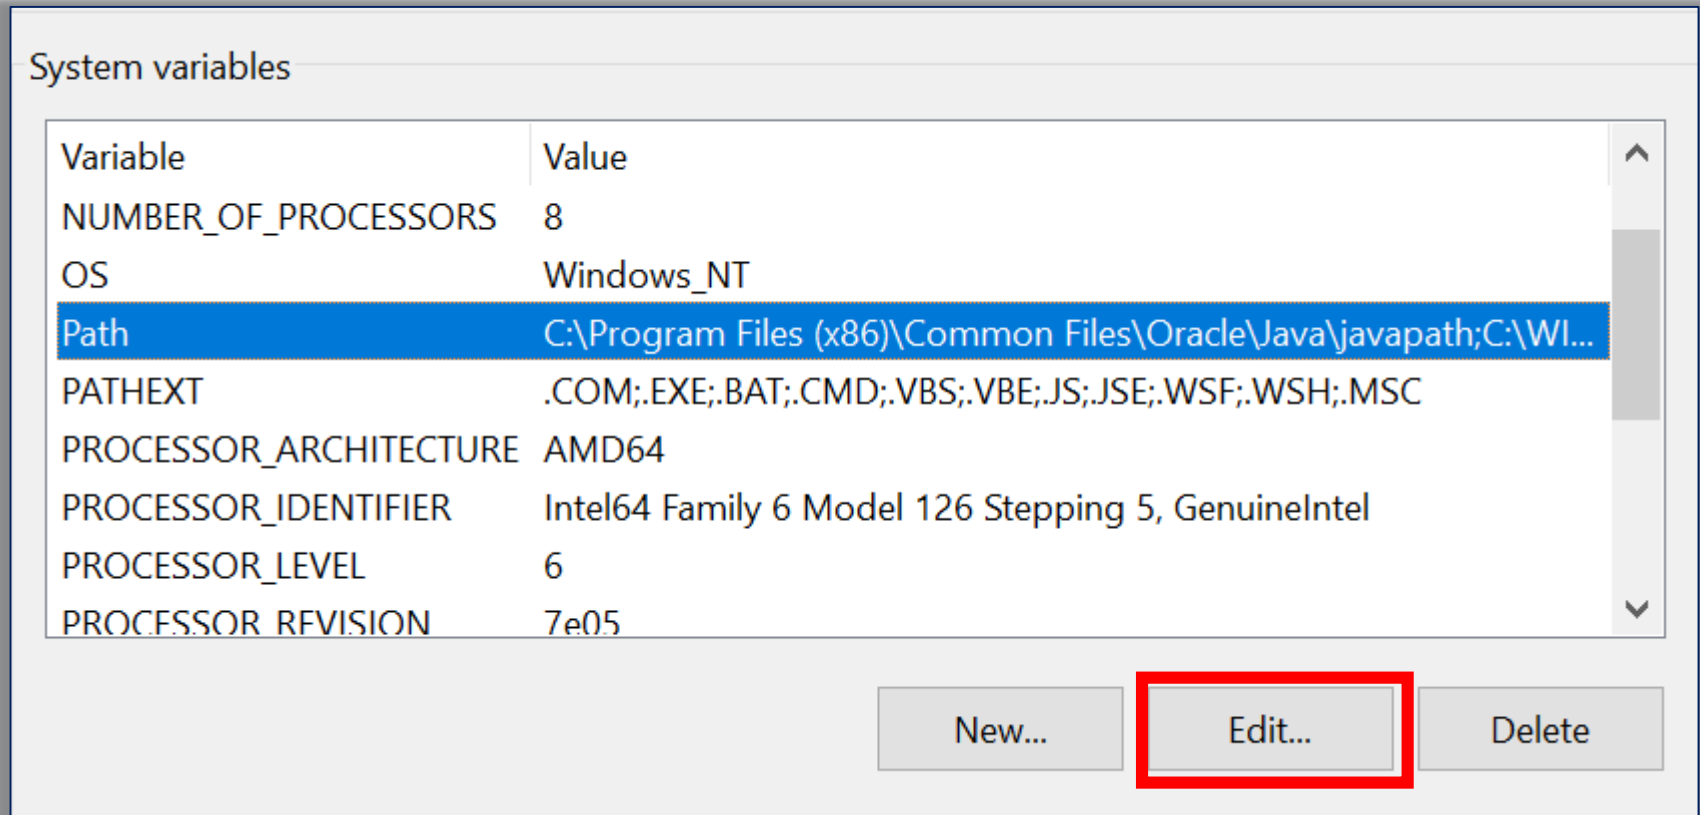 System variables
Variable Value
NUMBER_OF_PROCESSORS 8
OS Windows_NT
Path C:\Program Files (x86)\Common Files\Oracle\Java\javapath;C:\WI...
PATHEXT .COM;.EXE;.BAT;.CMD;.VBS;.VBE;.JS;.JSE;.WSF;.WSH;.MSC
PROCESSOR_ARCHITECTURE AMD64
PROCESSOR_IDENTIFIER Intel64 Family 6 Model 126 Stepping 5, GenuineIntel
PROCESSOR_LEVEL 6
PROCESSOR_REVISION 7e05
New... Edit... Delete